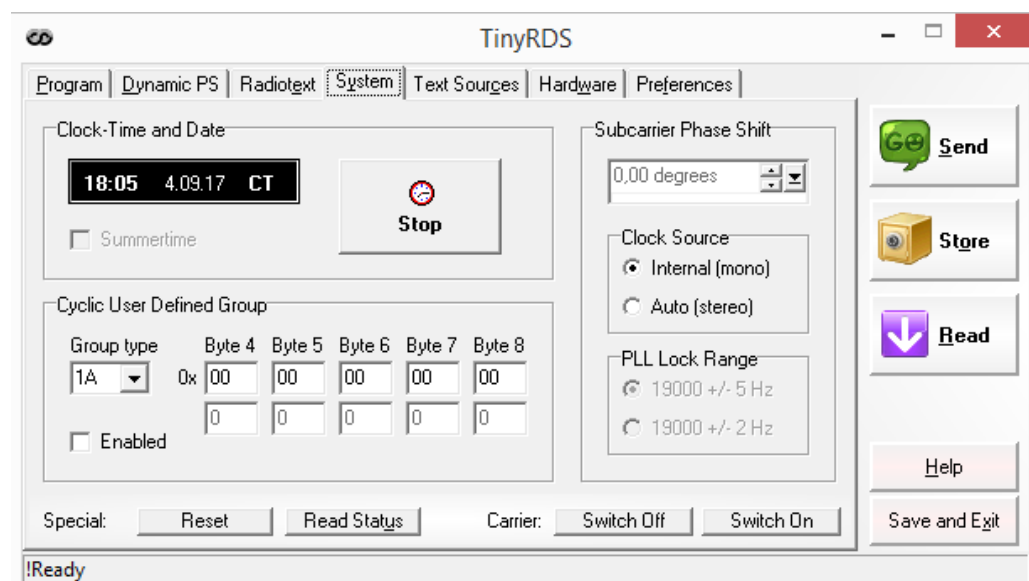 TinyRDS
Program Dynamic PS Radiotext System Text Sources Hardware Preferences
Clock-Time and Date
18:05 4.09.17 CT
Summertime
Stop
Cyclic User Defined Group
Group type Byte 4 Byte 5 Byte 6 Byte 7 Byte 8
1A 0x 00 00 00 00 00
0 0 0 0 0
Enabled
Subcarrier Phase Shift
0,00 degrees
Clock Source
Internal (mono)
Auto (stereo)
PLL Lock Range
19000 +/- 5 Hz
19000 +/- 2 Hz
Special: Reset Read Status Carrier: Switch Off Switch On
GO Send
Store
Read
Help
Save and Exit
!Ready